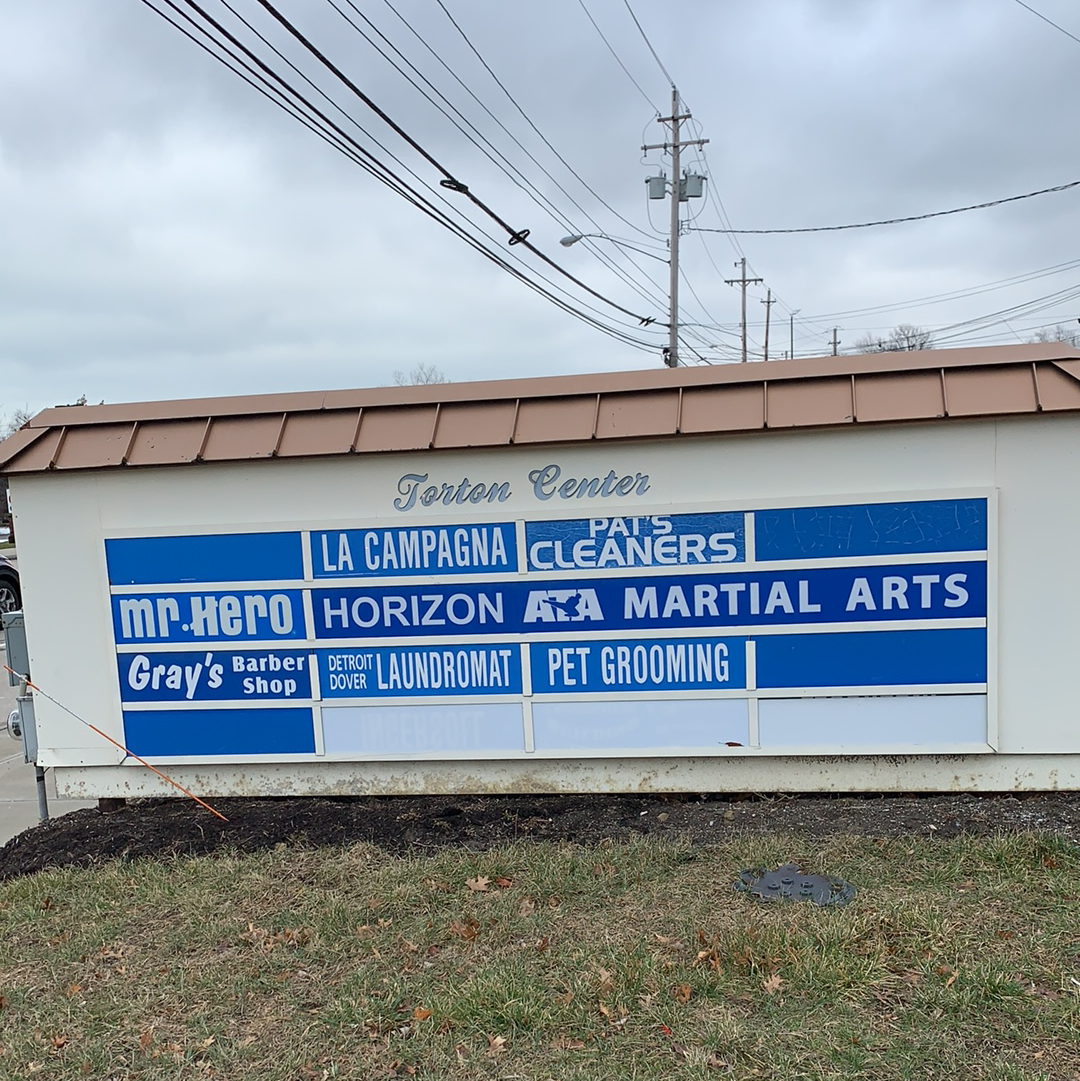 Torton Center
LA CAMPAGNA
PAT'S
CLEANERS
mr.Hero
HORIZON ATA MARTIAL ARTS
Gray's Barber
Shop
DETROIT
DOVER LAUNDROMAT
PET GROOMING